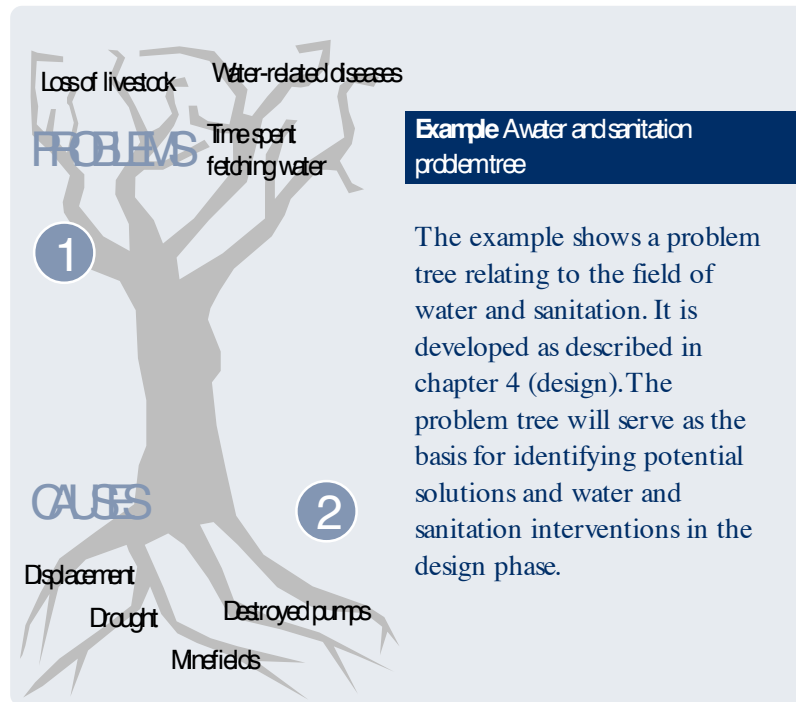 Loss of livestock
Water-related diseases
PROBLEMS
Time spent
fetching water
1
CAUSES
2
Displacement
Drought
Destroyed pumps
Minefields
Example A water and sanitation
problem tree
The example shows a problem
tree relating to the field of
water and sanitation. It is
developed as described in
chapter 4 (design).The
problem tree will serve as the
basis for identifying potential
solutions and water and
sanitation interventions in the
design phase.